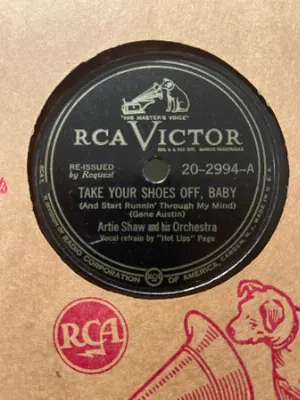 "HIS MASTER'S VOICE"
RCA VICTOR
RE-ISSUED
by Request
20-2994-A
TAKE YOUR SHOES OFF, BABY
(And Start Runnin' Through My Mind)
(Gene Austin)
Artie Shaw and his Orchestra
Vocal refrain by "Hot Lips" Page
RADIO CORPORATION OF AMERICA, CAMDEN, N.J.
RCA